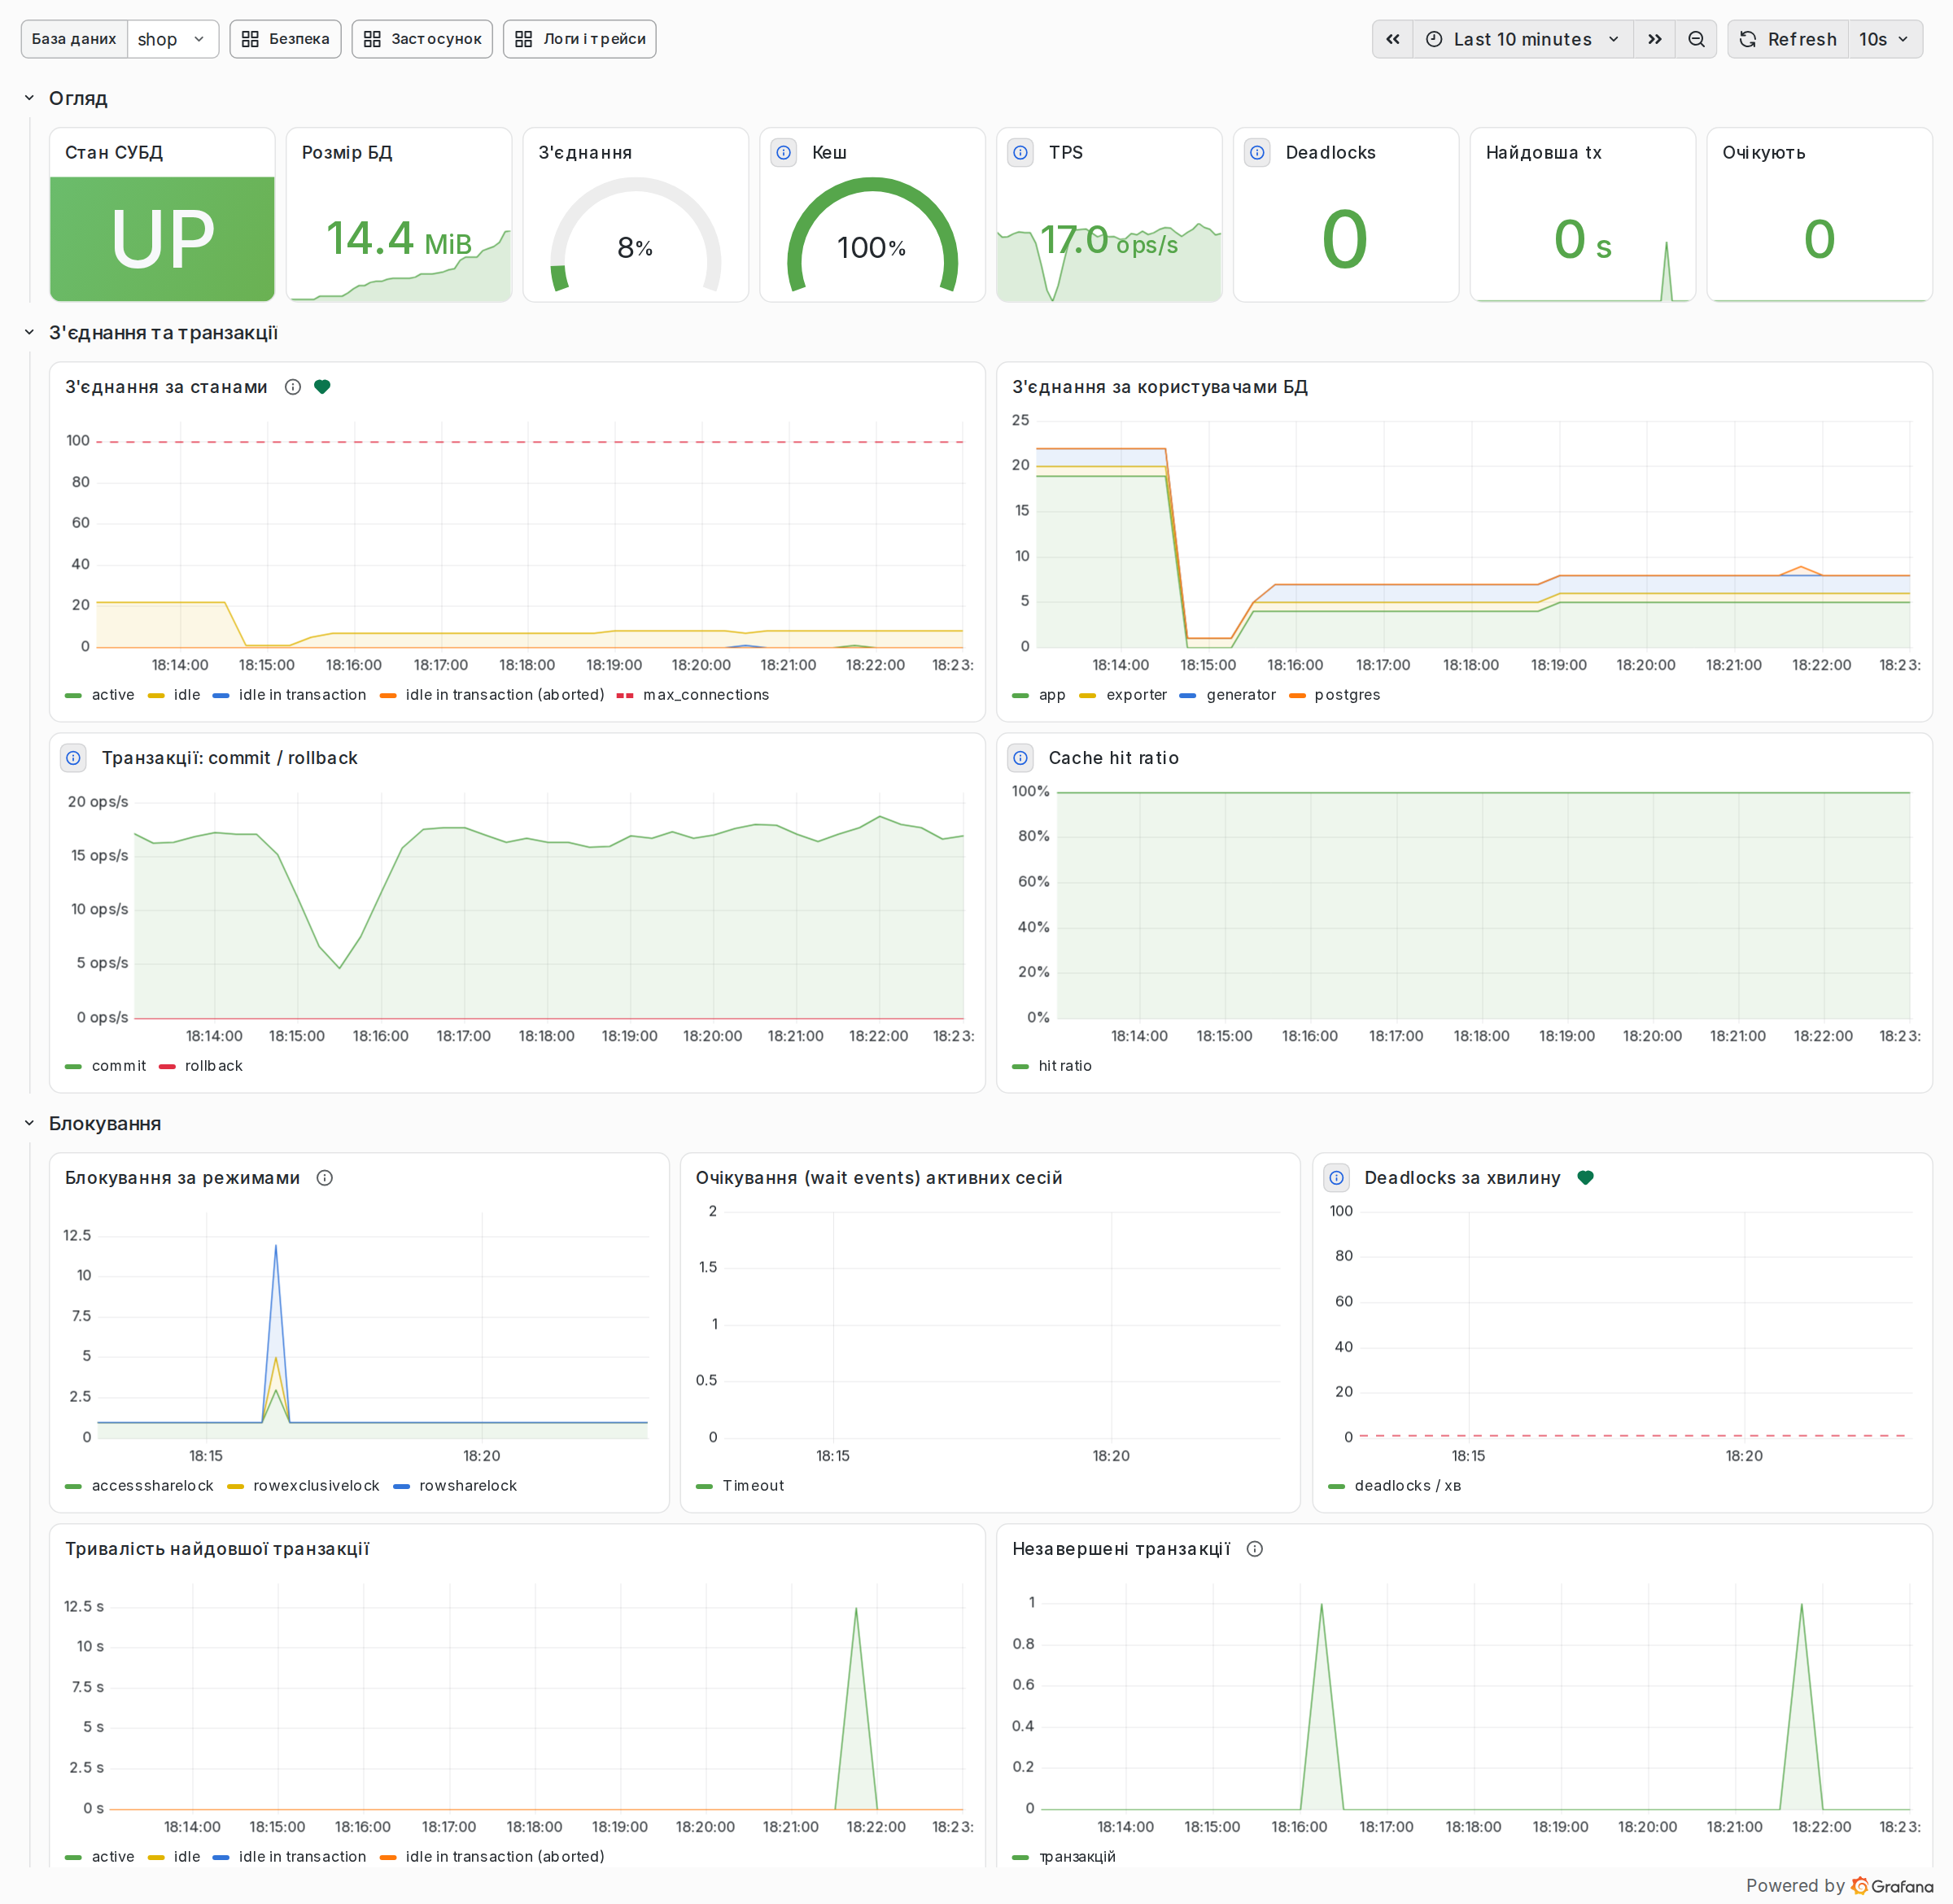 База даних shop Безпека Застосунок Логи і трейси Last 10 minutes Refresh 10s
Огляд
Стан СУБД
UP
Розмір БД
14.4 MiB
З'єднання
8%
Кеш
100%
TPS
17.0 ops/s
Deadlocks
0
Найдовша tx
0 s
Очікують
0
З'єднання та транзакції
З'єднання за станами
100
80
60
40
20
0
18:14:00 18:15:00 18:16:00 18:17:00 18:18:00 18:19:00 18:20:00 18:21:00 18:22:00 18:23:
active idle idle in transaction idle in transaction (aborted) max_connections
З'єднання за користувачами БД
25
20
15
10
5
0
18:14:00 18:15:00 18:16:00 18:17:00 18:18:00 18:19:00 18:20:00 18:21:00 18:22:00 18:23:
app exporter generator postgres
Транзакції: commit / rollback
20 ops/s
15 ops/s
10 ops/s
5 ops/s
0 ops/s
18:14:00 18:15:00 18:16:00 18:17:00 18:18:00 18:19:00 18:20:00 18:21:00 18:22:00 18:23:
commit rollback
Cache hit ratio
100%
80%
60%
40%
20%
0%
18:14:00 18:15:00 18:16:00 18:17:00 18:18:00 18:19:00 18:20:00 18:21:00 18:22:00 18:23:
hit ratio
Блокування
Блокування за режимами
12.5
10
7.5
5
2.5
0
18:15 18:20
accesssharelock rowexclusivelock rowsharelock
Очікування (wait events) активних сесій
2
1.5
1
0.5
0
18:15 18:20
Timeout
Deadlocks за хвилину
100
80
60
40
20
0
18:15 18:20
deadlocks / хв
Тривалість найдовшої транзакції
12.5 s
10 s
7.5 s
5 s
2.5 s
0 s
18:14:00 18:15:00 18:16:00 18:17:00 18:18:00 18:19:00 18:20:00 18:21:00 18:22:00 18:23:
active idle idle in transaction idle in transaction (aborted)
Незавершені транзакції
1
0.8
0.6
0.4
0.2
0
18:14:00 18:15:00 18:16:00 18:17:00 18:18:00 18:19:00 18:20:00 18:21:00 18:22:00 18:23:
транзакцій
Powered by Grafana